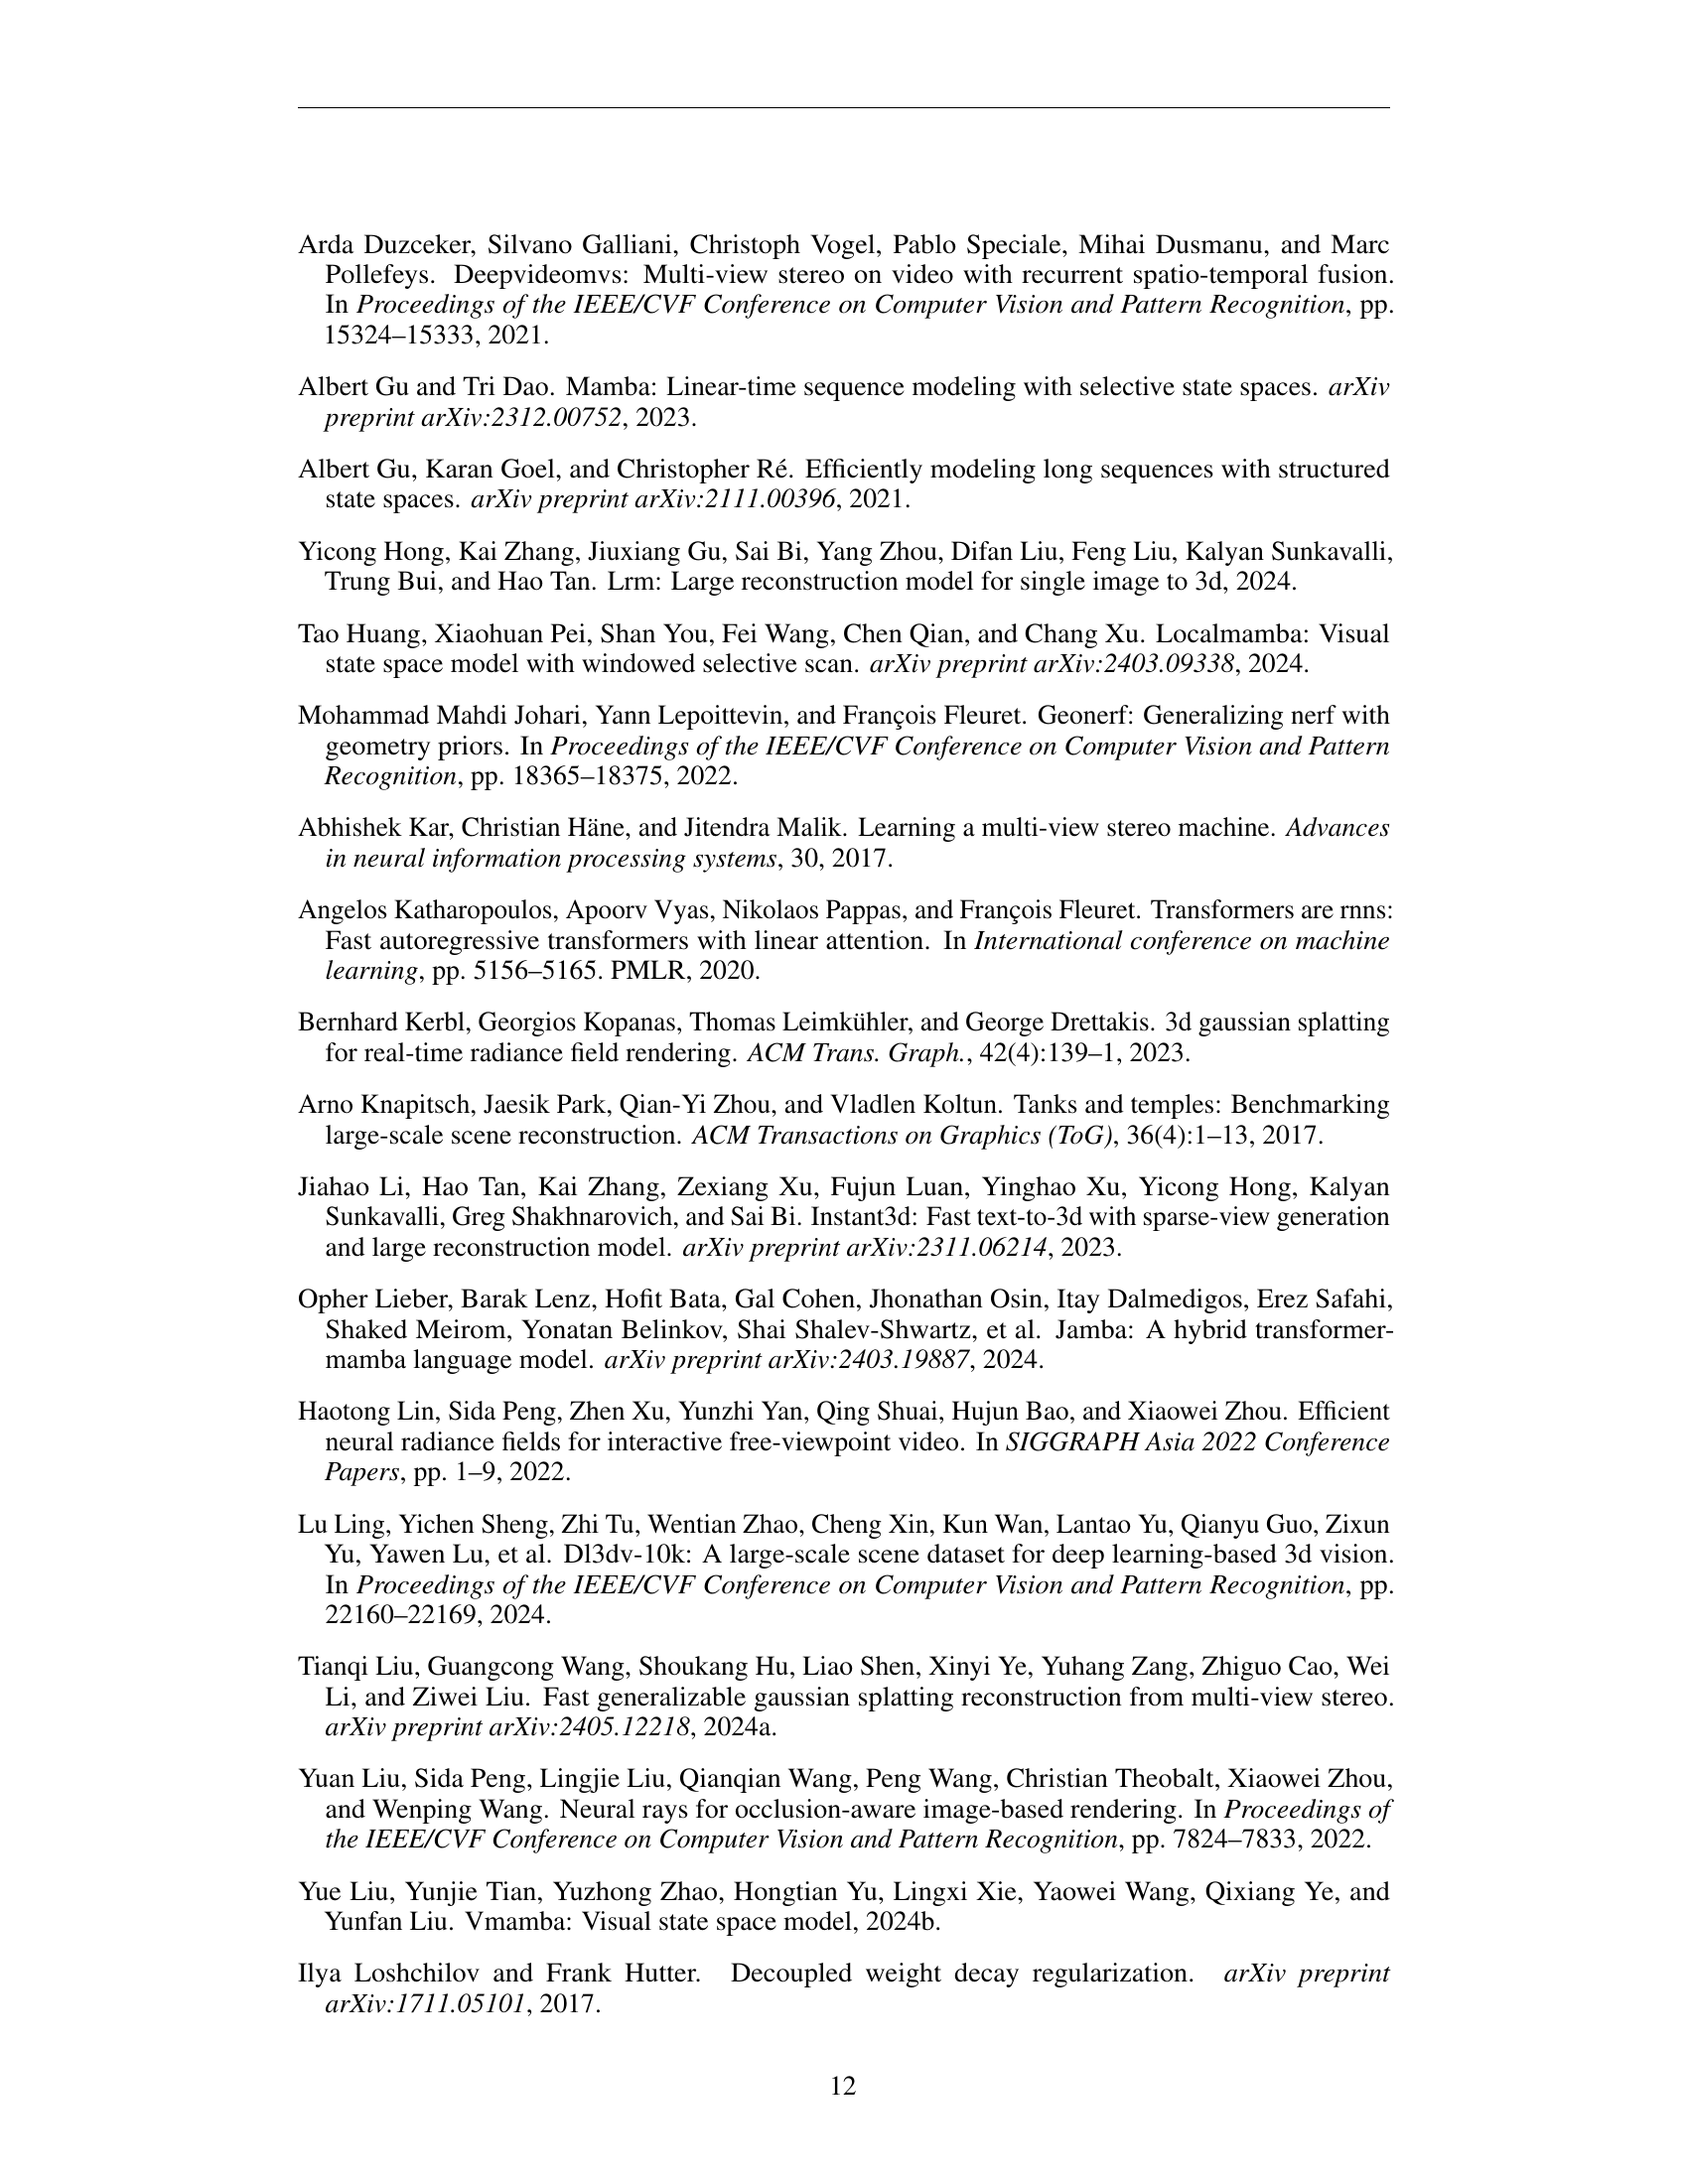 Arda Duzceker, Silvano Galliani, Christoph Vogel, Pablo Speciale, Mihai Dusmanu, and Marc
Pollefeys. Deepvideomvs: Multi-view stereo on video with recurrent spatio-temporal fusion.
In Proceedings of the IEEE/CVF Conference on Computer Vision and Pattern Recognition, pp.
15324–15333, 2021.
Albert Gu and Tri Dao. Mamba: Linear-time sequence modeling with selective state spaces. arXiv
preprint arXiv:2312.00752, 2023.
Albert Gu, Karan Goel, and Christopher Ré. Efficiently modeling long sequences with structured
state spaces. arXiv preprint arXiv:2111.00396, 2021.
Yicong Hong, Kai Zhang, Jiuxiang Gu, Sai Bi, Yang Zhou, Difan Liu, Feng Liu, Kalyan Sunkavalli,
Trung Bui, and Hao Tan. Lrm: Large reconstruction model for single image to 3d, 2024.
Tao Huang, Xiaohuan Pei, Shan You, Fei Wang, Chen Qian, and Chang Xu. Localmamba: Visual
state space model with windowed selective scan. arXiv preprint arXiv:2403.09338, 2024.
Mohammad Mahdi Johari, Yann Lepoittevin, and François Fleuret. Geonerf: Generalizing nerf with
geometry priors. In Proceedings of the IEEE/CVF Conference on Computer Vision and Pattern
Recognition, pp. 18365–18375, 2022.
Abhishek Kar, Christian Häne, and Jitendra Malik. Learning a multi-view stereo machine. Advances
in neural information processing systems, 30, 2017.
Angelos Katharopoulos, Apoorv Vyas, Nikolaos Pappas, and François Fleuret. Transformers are rnns:
Fast autoregressive transformers with linear attention. In International conference on machine
learning, pp. 5156–5165. PMLR, 2020.
Bernhard Kerbl, Georgios Kopanas, Thomas Leimkühler, and George Drettakis. 3d gaussian splatting
for real-time radiance field rendering. ACM Trans. Graph., 42(4):139–1, 2023.
Arno Knapitsch, Jaesik Park, Qian-Yi Zhou, and Vladlen Koltun. Tanks and temples: Benchmarking
large-scale scene reconstruction. ACM Transactions on Graphics (ToG), 36(4):1–13, 2017.
Jiahao Li, Hao Tan, Kai Zhang, Zexiang Xu, Fujun Luan, Yinghao Xu, Yicong Hong, Kalyan
Sunkavalli, Greg Shakhnarovich, and Sai Bi. Instant3d: Fast text-to-3d with sparse-view generation
and large reconstruction model. arXiv preprint arXiv:2311.06214, 2023.
Opher Lieber, Barak Lenz, Hofit Bata, Gal Cohen, Jhonathan Osin, Itay Dalmedigos, Erez Safahi,
Shaked Meirom, Yonatan Belinkov, Shai Shalev-Shwartz, et al. Jamba: A hybrid transformer-
mamba language model. arXiv preprint arXiv:2403.19887, 2024.
Haotong Lin, Sida Peng, Zhen Xu, Yunzhi Yan, Qing Shuai, Hujun Bao, and Xiaowei Zhou. Efficient
neural radiance fields for interactive free-viewpoint video. In SIGGRAPH Asia 2022 Conference
Papers, pp. 1–9, 2022.
Lu Ling, Yichen Sheng, Zhi Tu, Wentian Zhao, Cheng Xin, Kun Wan, Lantao Yu, Qianyu Guo, Zixun
Yu, Yawen Lu, et al. Dl3dv-10k: A large-scale scene dataset for deep learning-based 3d vision.
In Proceedings of the IEEE/CVF Conference on Computer Vision and Pattern Recognition, pp.
22160–22169, 2024.
Tianqi Liu, Guangcong Wang, Shoukang Hu, Liao Shen, Xinyi Ye, Yuhang Zang, Zhiguo Cao, Wei
Li, and Ziwei Liu. Fast generalizable gaussian splatting reconstruction from multi-view stereo.
arXiv preprint arXiv:2405.12218, 2024a.
Yuan Liu, Sida Peng, Lingjie Liu, Qianqian Wang, Peng Wang, Christian Theobalt, Xiaowei Zhou,
and Wenping Wang. Neural rays for occlusion-aware image-based rendering. In Proceedings of
the IEEE/CVF Conference on Computer Vision and Pattern Recognition, pp. 7824–7833, 2022.
Yue Liu, Yunjie Tian, Yuzhong Zhao, Hongtian Yu, Lingxi Xie, Yaowei Wang, Qixiang Ye, and
Yunfan Liu. Vmamba: Visual state space model, 2024b.
Ilya Loshchilov and Frank Hutter. Decoupled weight decay regularization. arXiv preprint
arXiv:1711.05101, 2017.
12